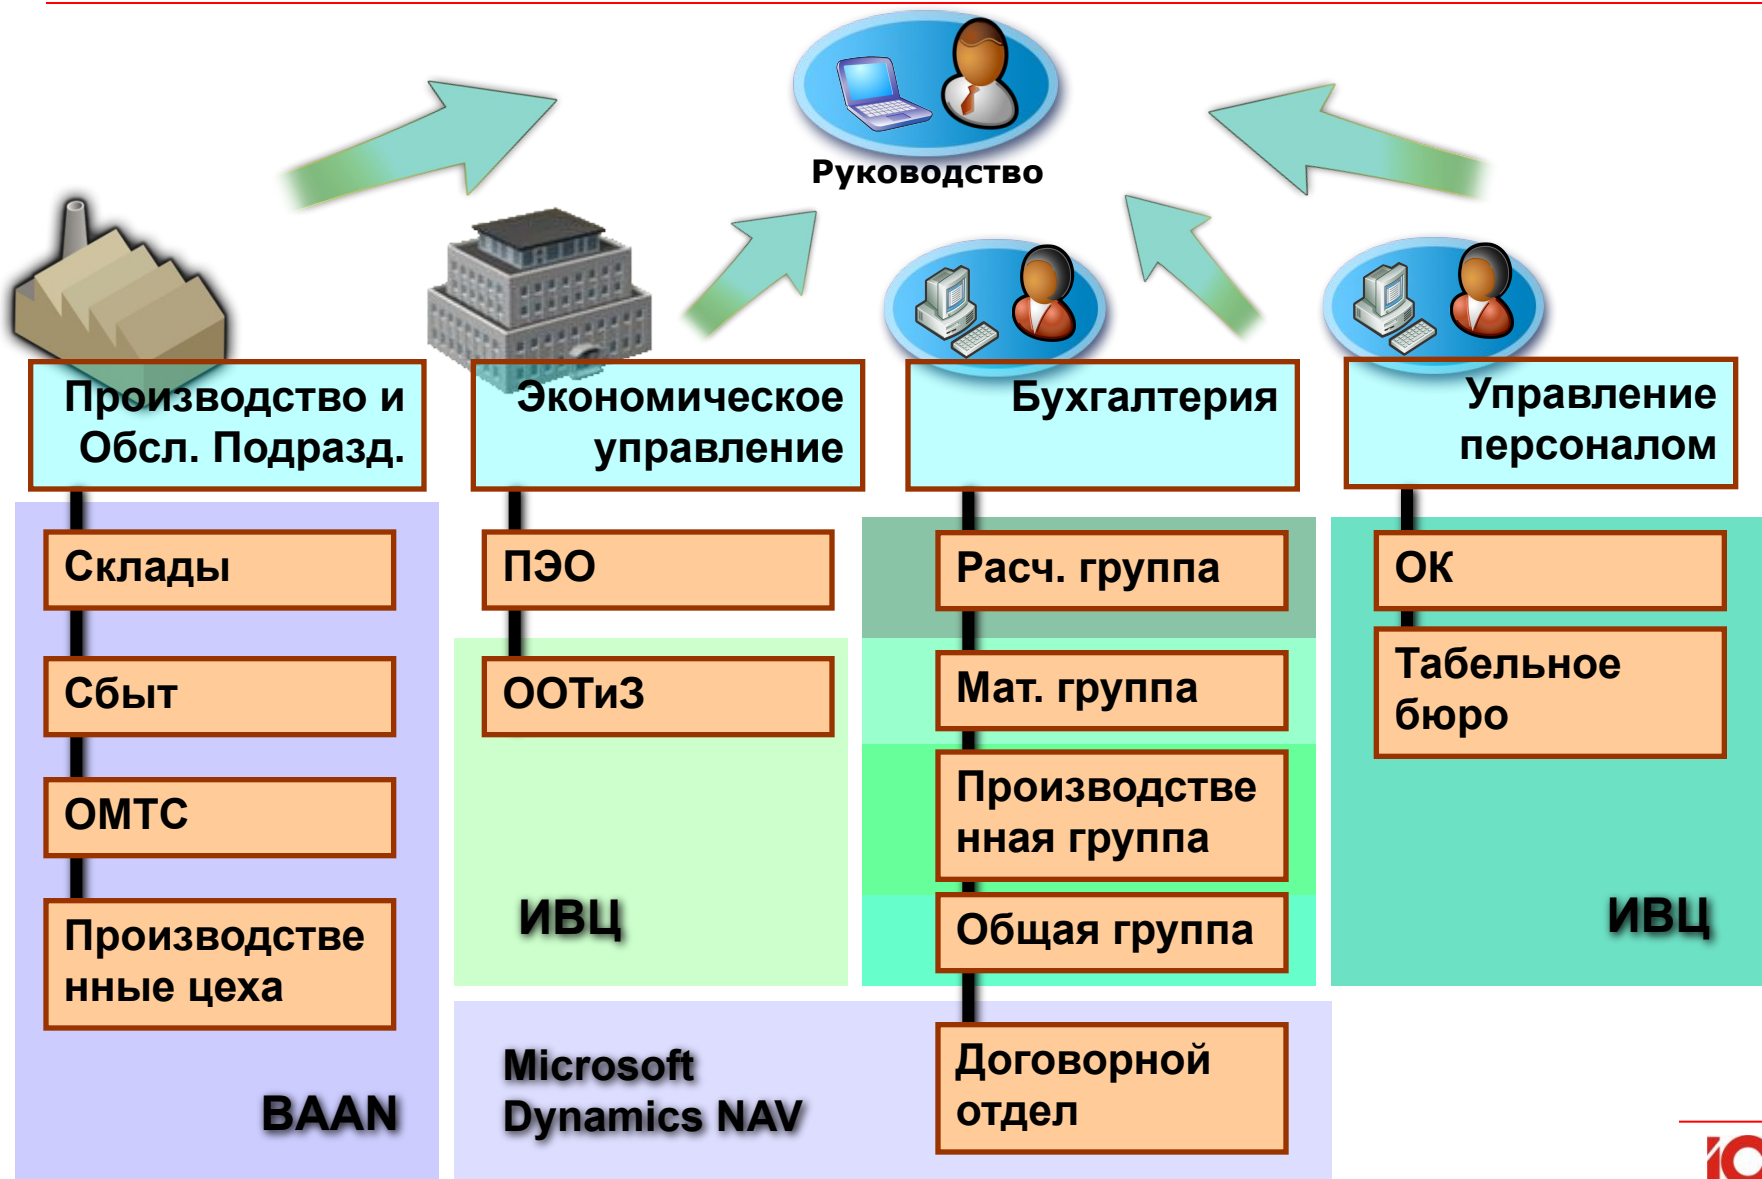 Руководство
Производство и
Обсл. Подразд.
Склады
Сбыт
ОМТС
Производстве
нные цеха
BAAN
Экономическое
управление
ПЭО
ООТиЗ
ИВЦ
Microsoft
Dynamics NAV
Бухгалтерия
Расч. группа
Мат. группа
Производстве
нная группа
Общая группа
Договорной
отдел
Управление
персоналом
ОК
Табельное
бюро
ИВЦ